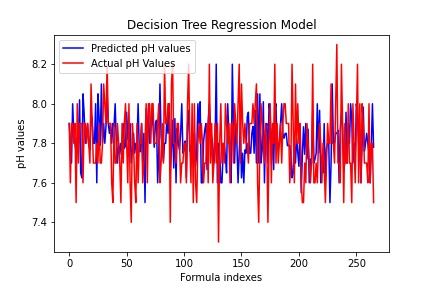 Decision Tree Regression Model
Predicted pH values
Actual pH Values
8.2
8.0
7.8
7.6
7.4
pH values
0 50 100 150 200 250
Formula indexes